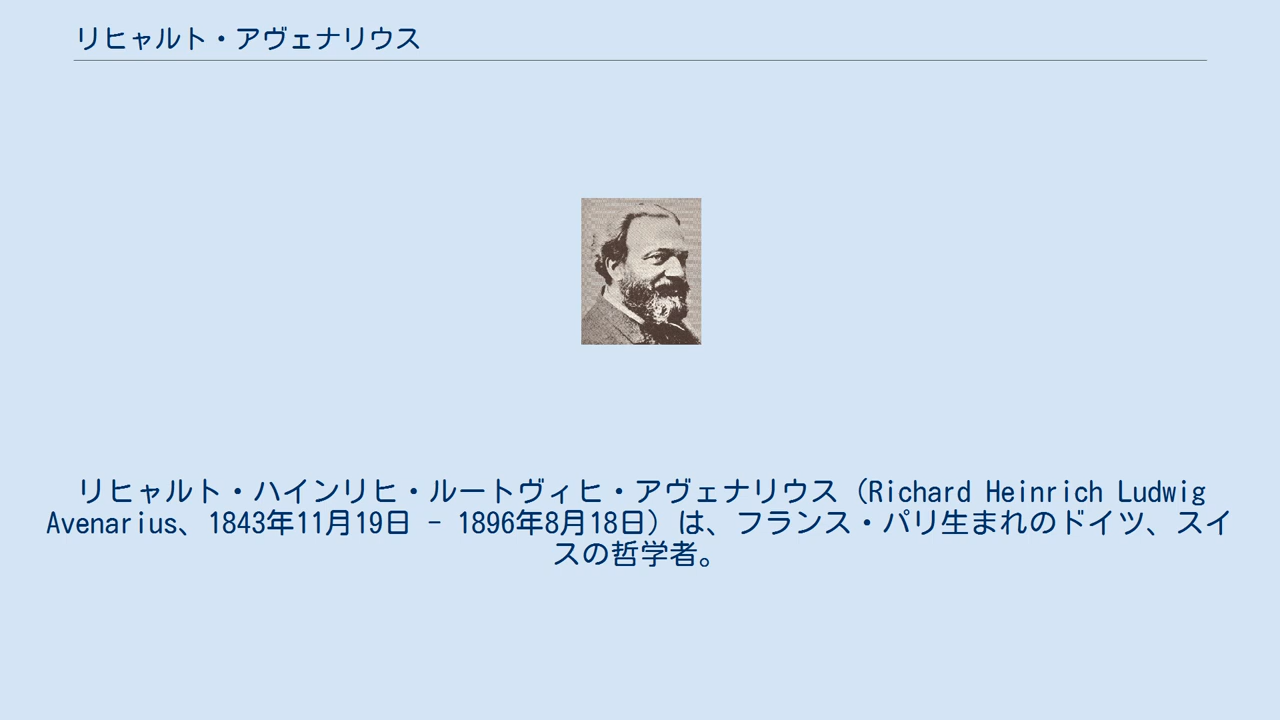 リヒャルト・アヴェナリウス
リヒャルト・ハインリヒ・ルートヴィヒ・アヴェナリウス（Richard Heinrich Ludwig
Avenarius、1843年11月19日 - 1896年8月18日）は、フランス・パリ生まれのドイツ、スイ
スの哲学者。